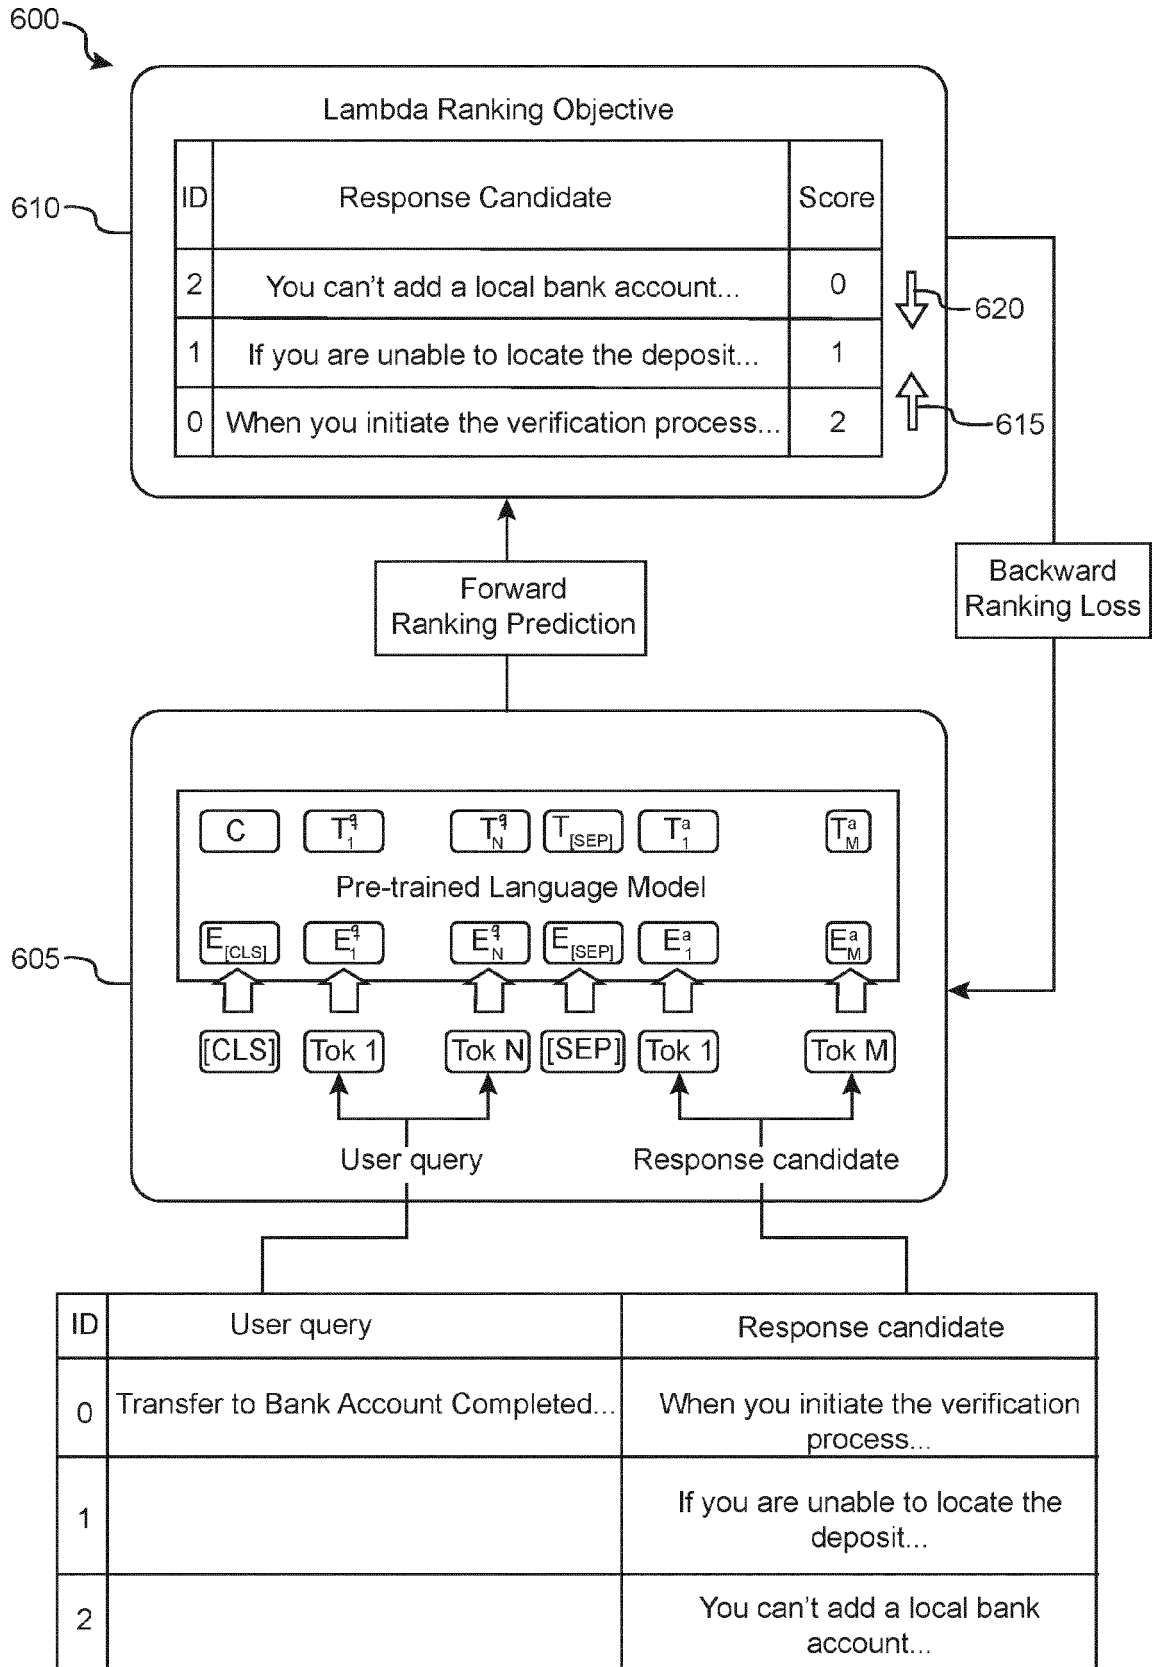 600
Lambda Ranking Objective
610
ID Response Candidate Score
2 You can't add a local bank account... 0
620
1 If you are unable to locate the deposit... 1
0 When you initiate the verification process... 2
615
Forward
Ranking Prediction
Backward
Ranking Loss
C T1q TNq T[SEP] T1a TMa
Pre-trained Language Model
E[CLS] E1q ENq E[SEP] E1a EMa
605
[CLS] Tok 1 Tok N [SEP] Tok 1 Tok M
User query Response candidate
ID User query Response candidate
0 Transfer to Bank Account Completed... When you initiate the verification
process...
1 If you are unable to locate the
deposit...
2 You can't add a local bank
account...